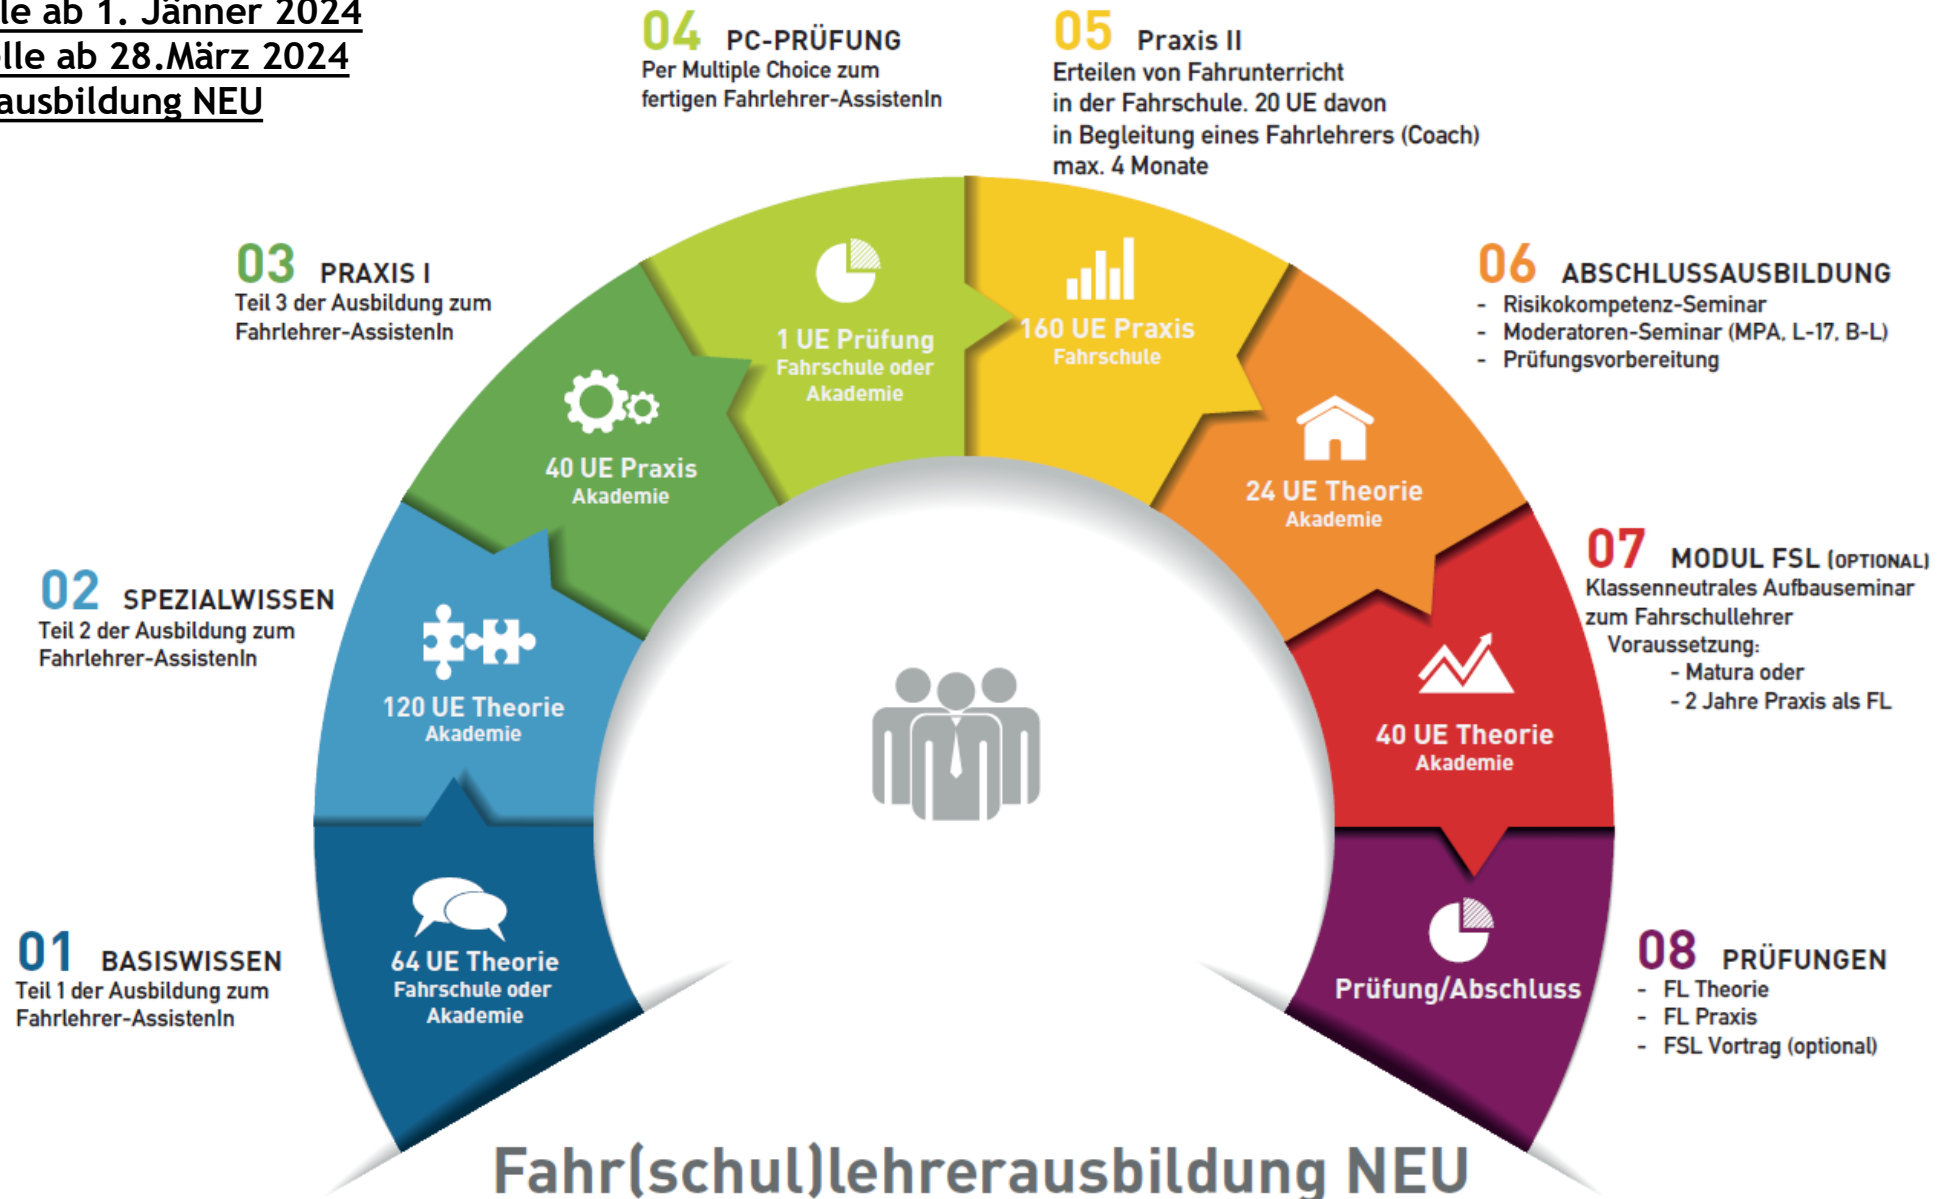 le ab 1. Jänner 2024
lle ab 28.März 2024
ausbildung NEU
04 PC-PRÜFUNG
Per Multiple Choice zum
fertigen Fahrlehrer-AssistenIn
05 Praxis II
Erteilen von Fahrunterricht
in der Fahrschule. 20 UE davon
in Begleitung eines Fahrlehrers (Coach)
max. 4 Monate
03 PRAXIS I
Teil 3 der Ausbildung zum
Fahrlehrer-AssistenIn
06 ABSCHLUSSAUSBILDUNG
- Risikokompetenz-Seminar
- Moderatoren-Seminar (MPA, L-17, B-L)
- Prüfungsvorbereitung
1 UE Prüfung
Fahrschule oder
Akademie
160 UE Praxis
Fahrschule
40 UE Praxis
Akademie
24 UE Theorie
Akademie
02 SPEZIALWISSEN
Teil 2 der Ausbildung zum
Fahrlehrer-AssistenIn
07 MODUL FSL (OPTIONAL)
Klassenneutrales Aufbauseminar
zum Fahrschullehrer
Voraussetzung:
- Matura oder
- 2 Jahre Praxis als FL
120 UE Theorie
Akademie
40 UE Theorie
Akademie
01 BASISWISSEN
Teil 1 der Ausbildung zum
Fahrlehrer-AssistenIn
64 UE Theorie
Fahrschule oder
Akademie
Prüfung/Abschluss
08 PRÜFUNGEN
- FL Theorie
- FL Praxis
- FSL Vortrag (optional)
Fahr(schul)lehrerausbildung NEU